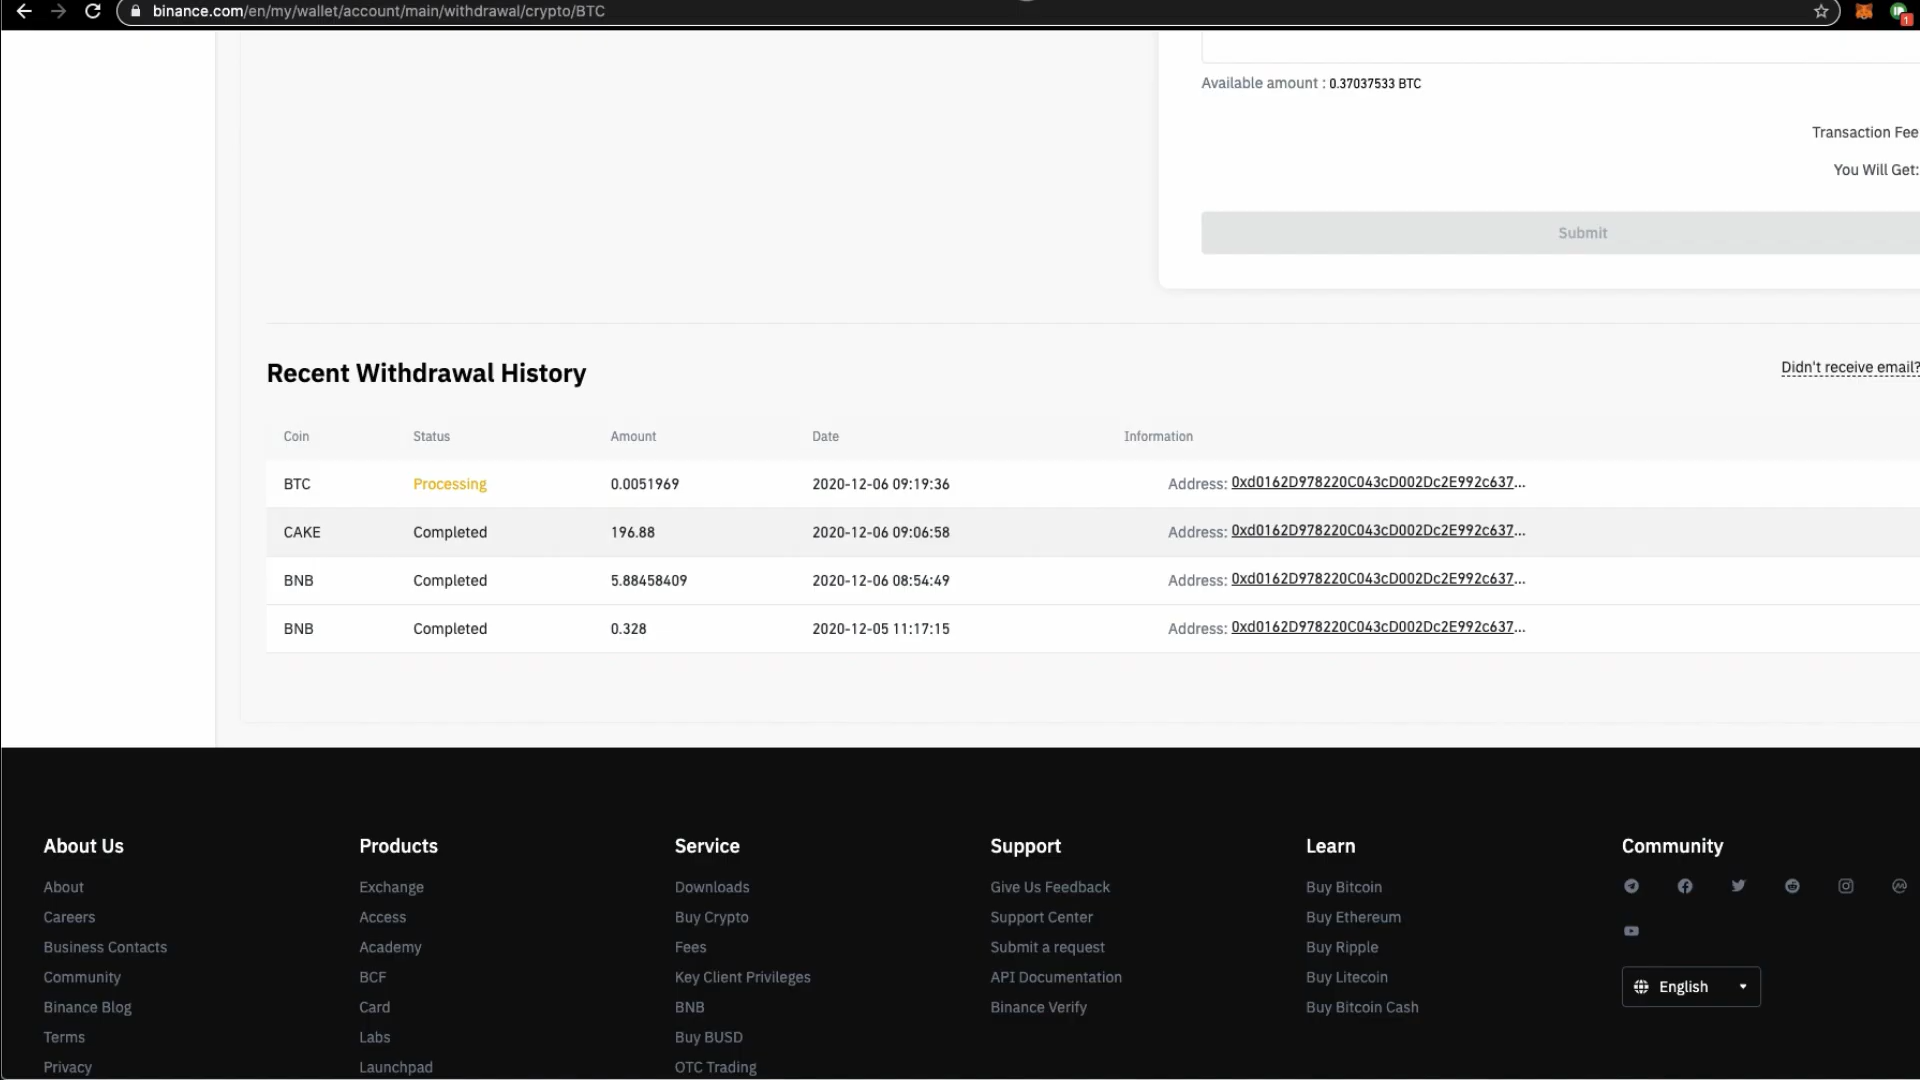 binance.com/en/my/wallet/account/main/withdrawal/crypto/BTC
1
Available amount : 0.37037533 BTC
Transaction Fee
You Will Get:
Submit
Recent Withdrawal History
Didn't receive email?
Coin Status Amount Date Information
BTC Processing 0.0051969 2020-12-06 09:19:36 Address: 0xd0162D978220C043cD002Dc2E992c637...
CAKE Completed 196.88 2020-12-06 09:06:58 Address: 0xd0162D978220C043cD002Dc2E992c637...
BNB Completed 5.88458409 2020-12-06 08:54:49 Address: 0xd0162D978220C043cD002Dc2E992c637...
BNB Completed 0.328 2020-12-05 11:17:15 Address: 0xd0162D978220C043cD002Dc2E992c637...
About Us Products Service Support Learn Community
About Exchange Downloads Give Us Feedback Buy Bitcoin
Careers Access Buy Crypto Support Center Buy Ethereum
Business Contacts Academy Fees Submit a request Buy Ripple
Community BCF Key Client Privileges API Documentation Buy Litecoin
English
Binance Blog Card BNB Binance Verify Buy Bitcoin Cash
Terms Labs Buy BUSD
Privacy Launchpad OTC Trading